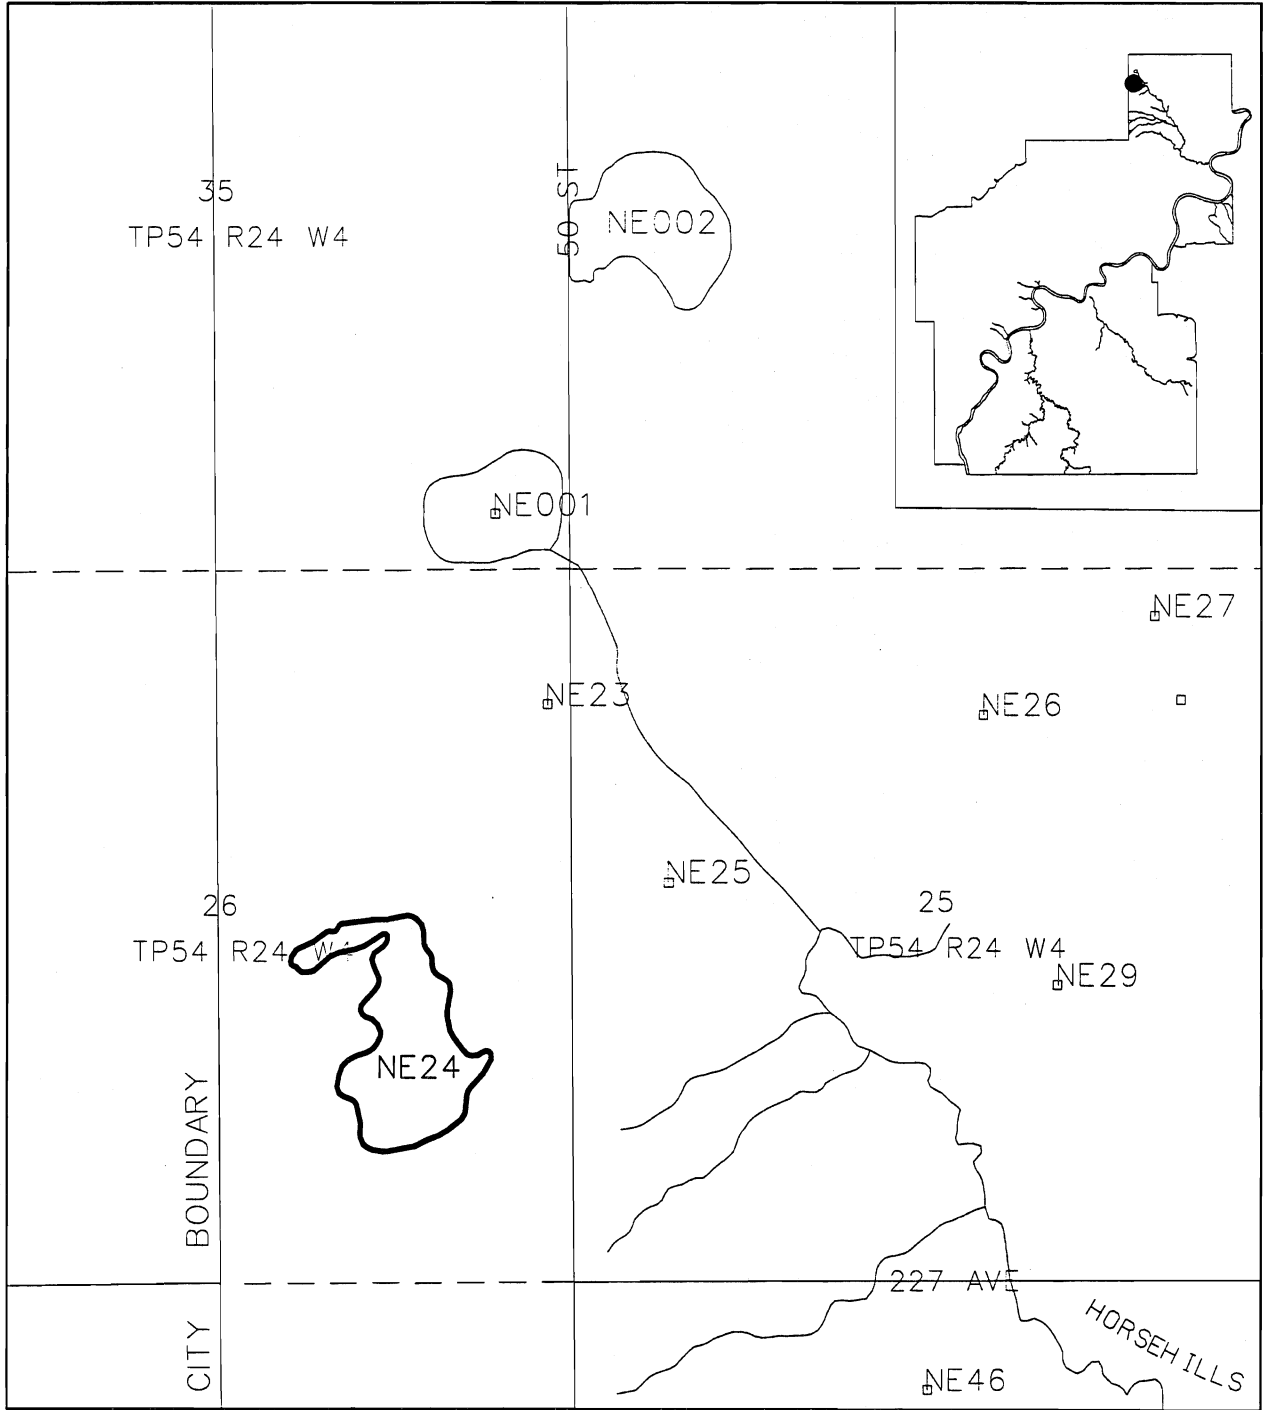 35
TP54 R24 W4
50 ST
NE002
NE001
NE27
NE23
NE26
NE25
26
25
TP54 R24 W4
TP54 R24 W4
NE29
NE24
CITY BOUNDARY
227 AVE
HORSEHILLS
NE46